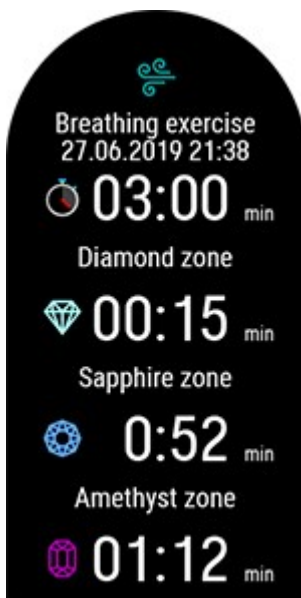 Breathing exercise
27.06.2019 21:38
03:00 min
Diamond zone
00:15 min
Sapphire zone
0:52 min
Amethyst zone
01:12 min